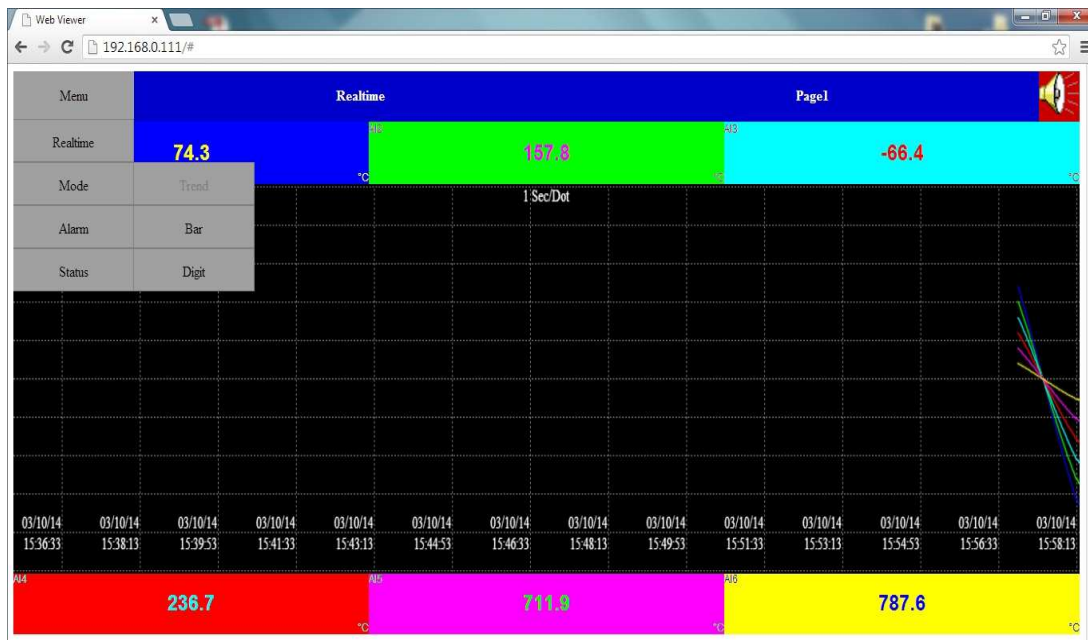 Web Viewer
192.168.0.111/#
Menu Realtime Page1
Realtime
74.3 °C
AI2 157.8 °C
AI3 -66.4 °C
Mode Trend
Alarm Bar
Status Digit
1 Sec/Dot
03/10/14 03/10/14 03/10/14 03/10/14 03/10/14 03/10/14 03/10/14 03/10/14 03/10/14 03/10/14 03/10/14 03/10/14 03/10/14 03/10/14
15:36:33 15:38:13 15:39:53 15:41:33 15:43:13 15:44:53 15:46:33 15:48:13 15:49:53 15:51:33 15:53:13 15:54:53 15:56:33 15:58:13
AI4 236.7 °C
AI5 711.9 °C
AI6 787.6 °C